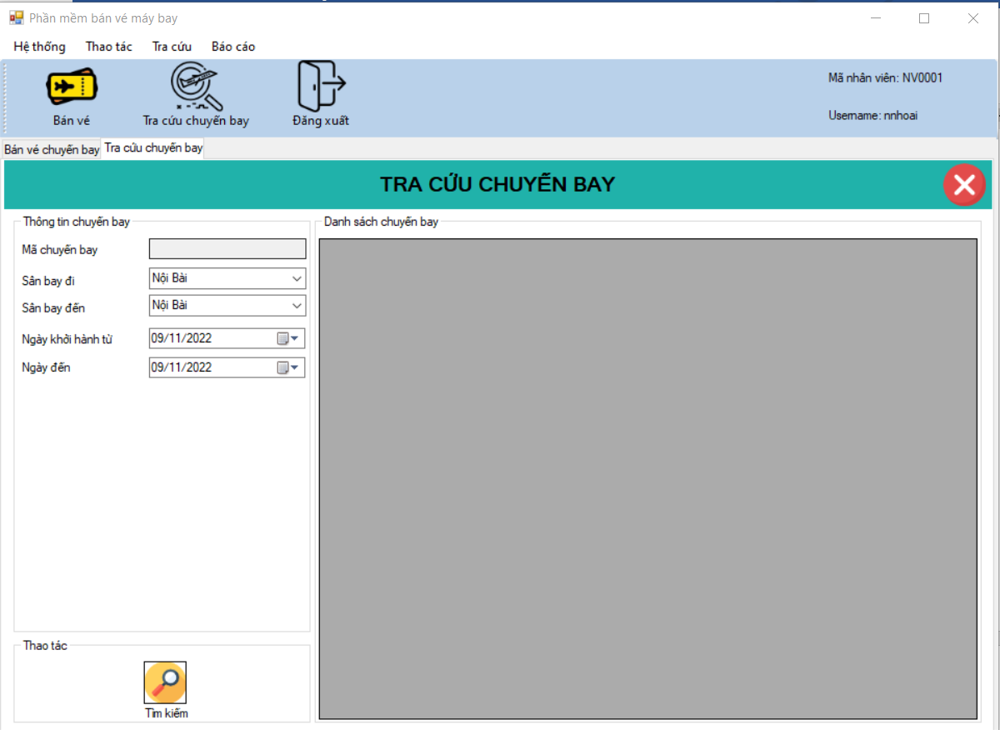 Phần mềm bán vé máy bay
Hệ thống Thao tác Tra cứu Báo cáo
Bán vé Tra cứu chuyến bay Đăng xuất
Mã nhân viên: NV0001
Username: nnhoai
Bán vé chuyến bay Tra cứu chuyến bay
TRA CỨU CHUYẾN BAY
Thông tin chuyến bay
Mã chuyến bay
Sân bay đi Nội Bài
Sân bay đến Nội Bài
Ngày khởi hành từ 09/11/2022
Ngày đến 09/11/2022
Thao tác
Tìm kiếm
Danh sách chuyến bay